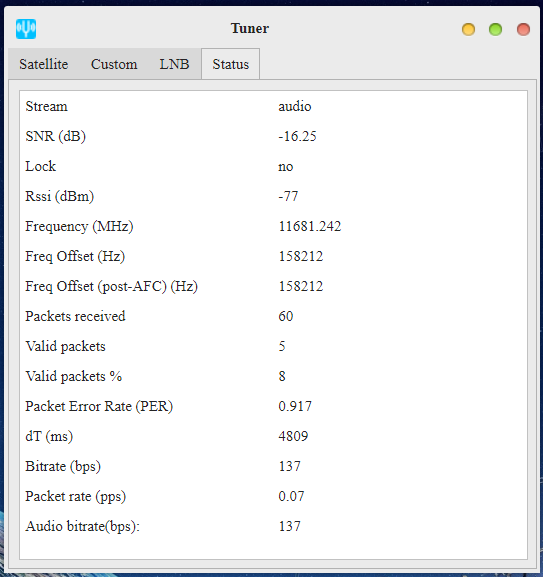 Tuner
Satellite Custom LNB Status
Stream audio
SNR (dB) -16.25
Lock no
Rssi (dBm) -77
Frequency (MHz) 11681.242
Freq Offset (Hz) 158212
Freq Offset (post-AFC) (Hz) 158212
Packets received 60
Valid packets 5
Valid packets % 8
Packet Error Rate (PER) 0.917
dT (ms) 4809
Bitrate (bps) 137
Packet rate (pps) 0.07
Audio bitrate(bps): 137